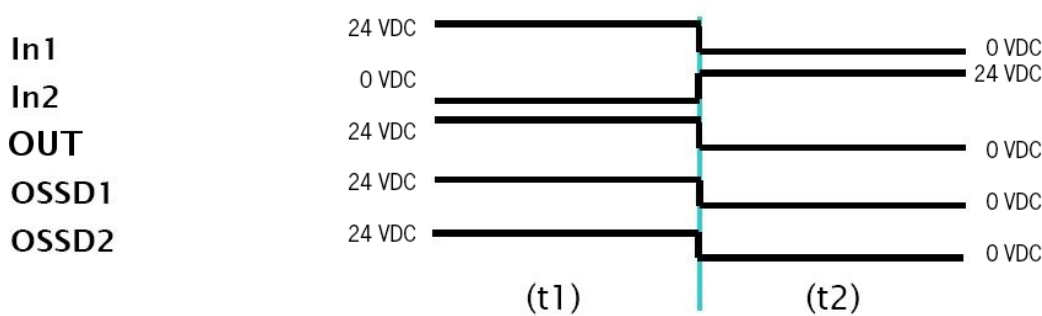 24 VDC
In1
0 VDC
0 VDC
24 VDC
In2
OUT
24 VDC
0 VDC
OSSD1
24 VDC
0 VDC
OSSD2
24 VDC
0 VDC
(t1)
(t2)